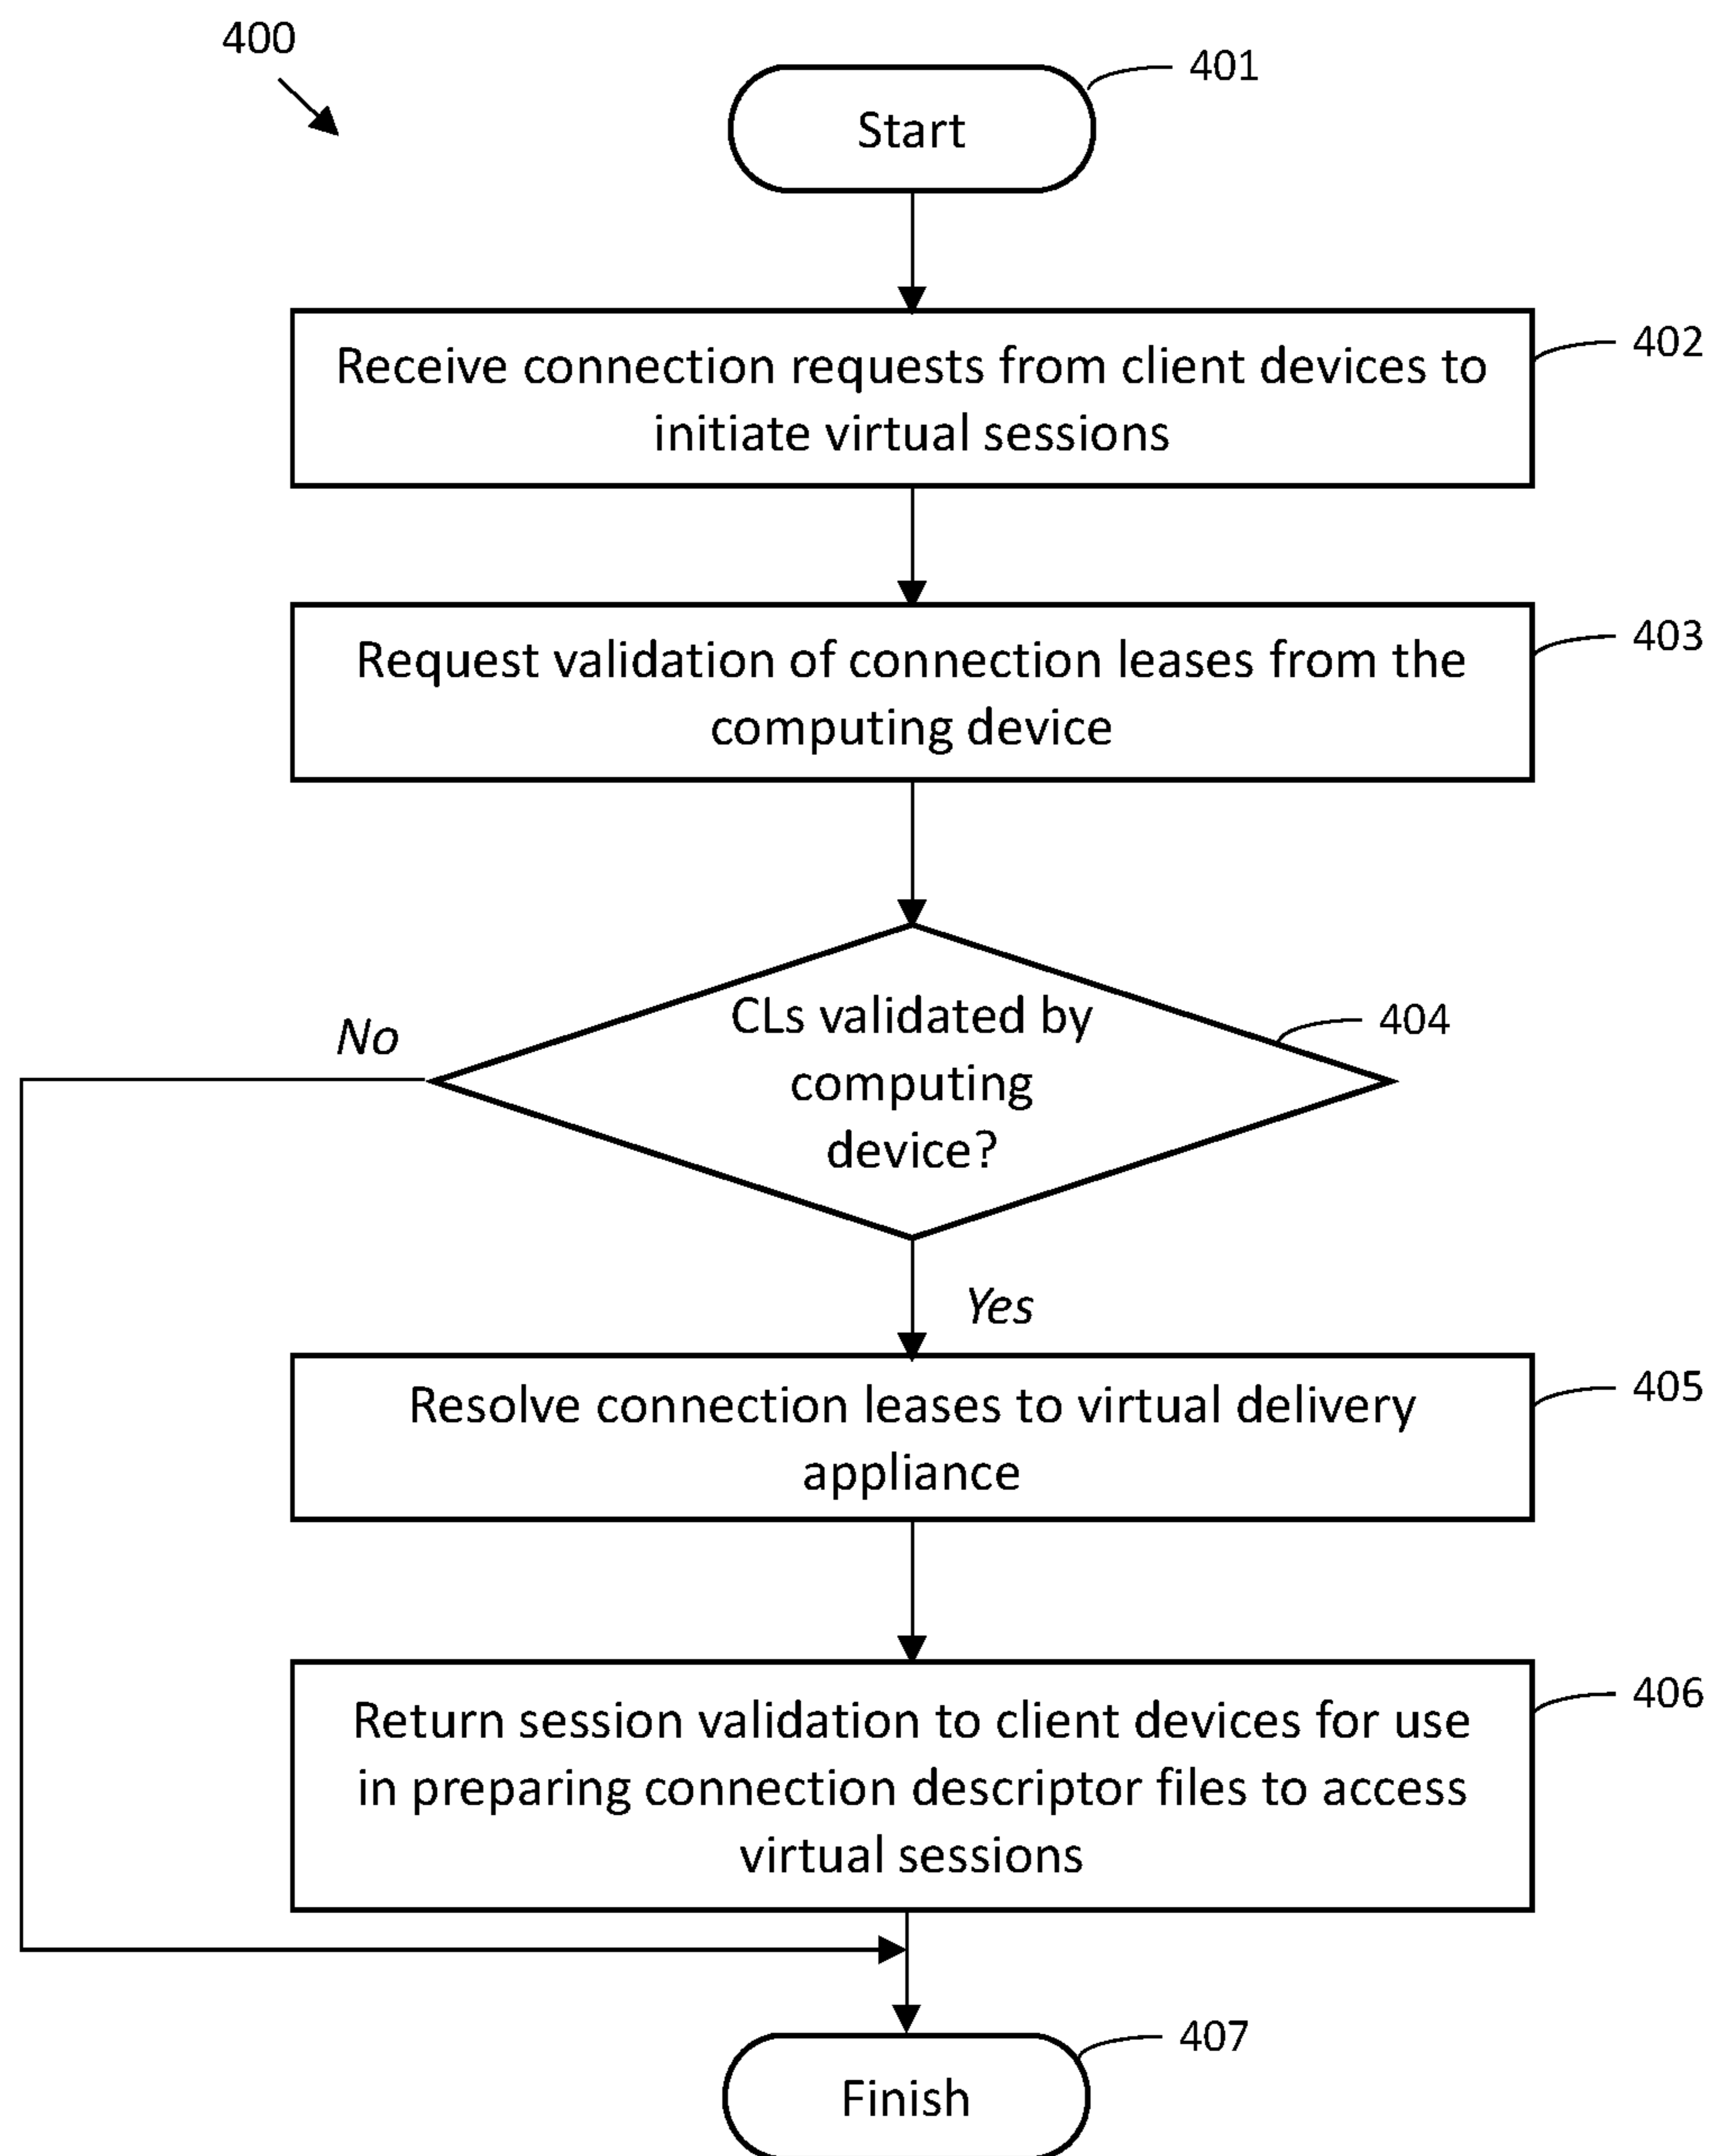 400
401
Start
402
Receive connection requests from client devices to
initiate virtual sessions
403
Request validation of connection leases from the
computing device
404
CLs validated by
computing
device?
No
Yes
405
Resolve connection leases to virtual delivery
appliance
406
Return session validation to client devices for use
in preparing connection descriptor files to access
virtual sessions
407
Finish